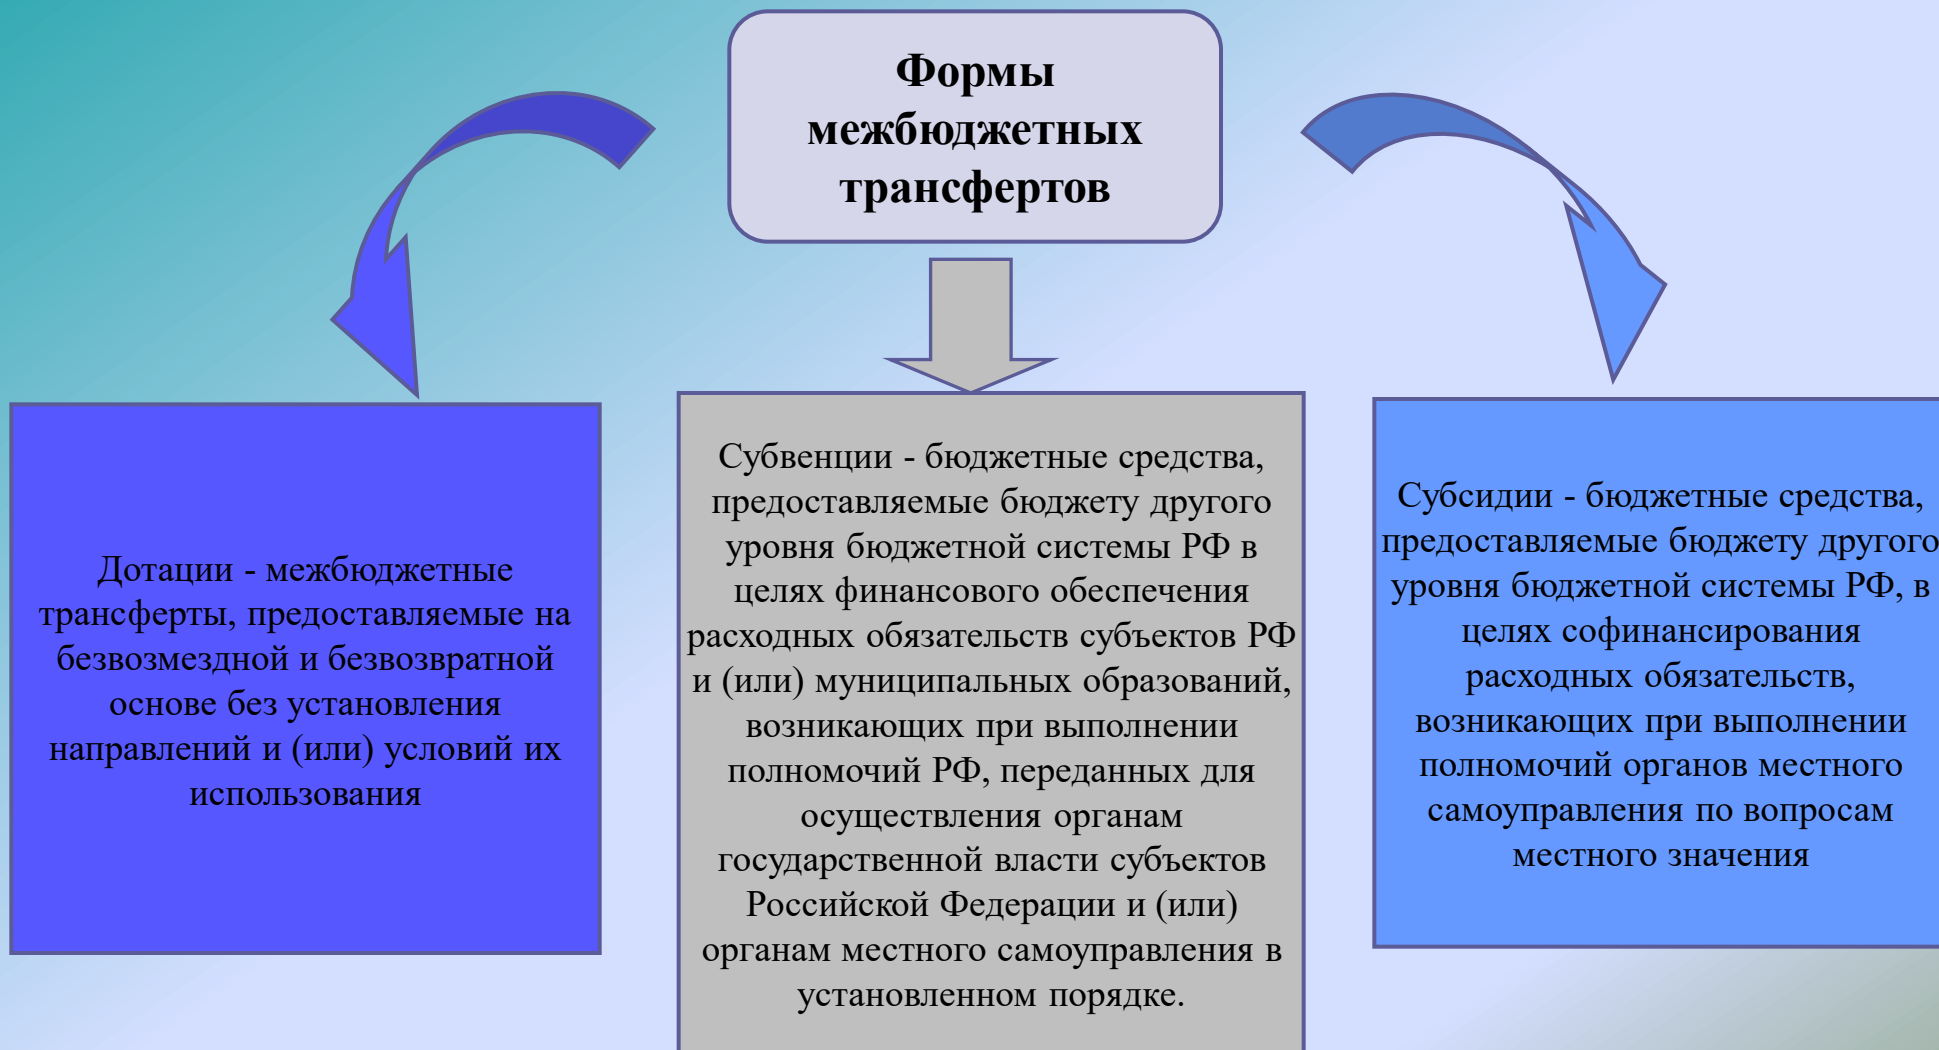 Формы
межбюджетных
трансфертов
Дотации - межбюджетные
трансферты, предоставляемые на
безвозмездной и безвозвратной
основе без установления
направлений и (или) условий их
использования
Субвенции - бюджетные средства,
предоставляемые бюджету другого
уровня бюджетной системы РФ в
целях финансового обеспечения
расходных обязательств субъектов РФ
и (или) муниципальных образований,
возникающих при выполнении
полномочий РФ, переданных для
осуществления органам
государственной власти субъектов
Российской Федерации и (или)
органам местного самоуправления в
установленном порядке.
Субсидии - бюджетные средства,
предоставляемые бюджету другого
уровня бюджетной системы РФ, в
целях софинансирования
расходных обязательств,
возникающих при выполнении
полномочий органов местного
самоуправления по вопросам
местного значения